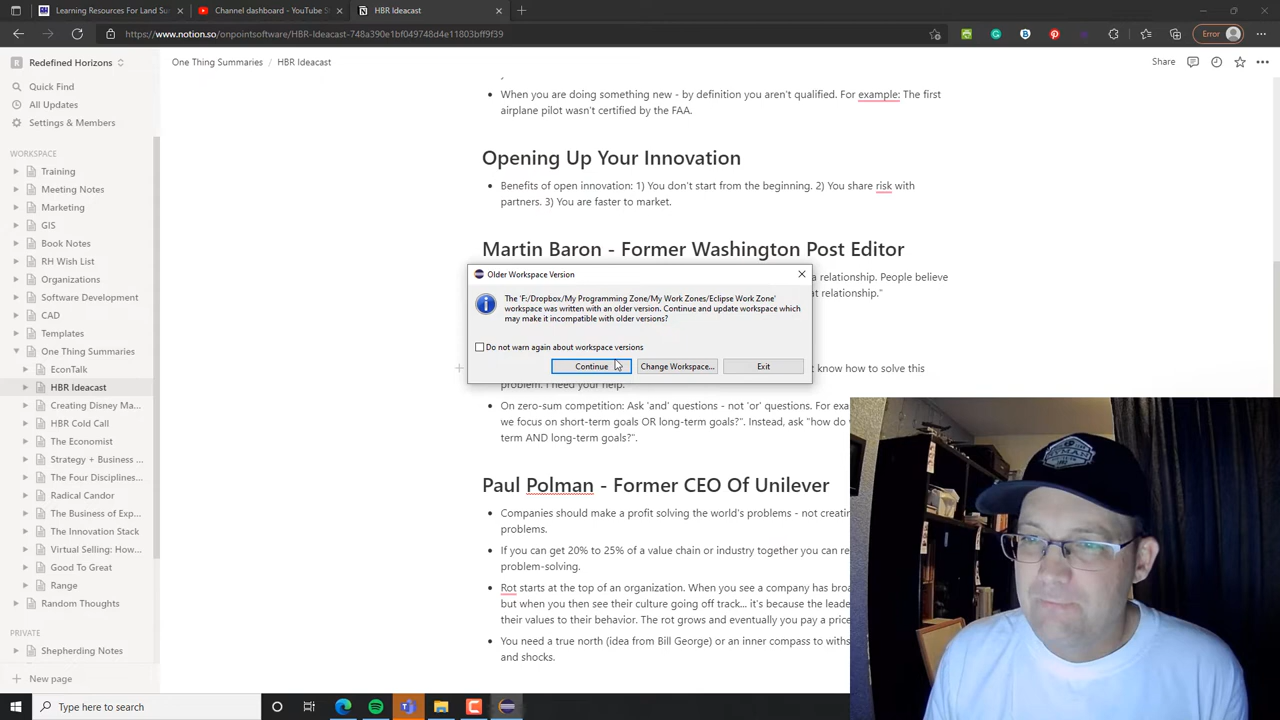 Learning Resources For Land Sur
Channel dashboard - YouTube S
HBR Ideacast
https://www.notion.so/onpointsoftware/HBR-Ideacast-748a390e1bf049748d4e11803bff9f39
Error
Redefined Horizons
One Thing Summaries / HBR Ideacast
Share
Quick Find
All Updates
Settings & Members
WORKSPACE
Training
Meeting Notes
Marketing
GIS
Book Notes
RH Wish List
Organizations
Software Development
CAD
Templates
One Thing Summaries
EconTalk
HBR Ideacast
Creating Disney Ma...
HBR Cold Call
The Economist
Strategy + Business ...
The Four Disciplines...
Radical Candor
The Business of Exp...
The Innovation Stack
Virtual Selling: How...
Good To Great
Range
Random Thoughts
PRIVATE
Shepherding Notes
New page
When you are doing something new - by definition you aren't qualified. For example: The first
airplane pilot wasn't certified by the FAA.
Opening Up Your Innovation
Benefits of open innovation: 1) You don't start from the beginning. 2) You share risk with
partners. 3) You are faster to market.
Martin Baron - Former Washington Post Editor
a relationship. People believe
at relationship."
Older Workspace Version
The 'F:/Dropbox/My Programming Zone/My Work Zones/Eclipse Work Zone'
workspace was written with an older version. Continue and update workspace which
may make it incompatible with older versions?
Do not warn again about workspace versions
Continue
Change Workspace...
Exit
know how to solve this
problem. I need your help.
On zero-sum competition: Ask 'and' questions - not 'or' questions. For exa
we focus on short-term goals OR long-term goals?". Instead, ask "how do
term AND long-term goals?".
Paul Polman - Former CEO Of Unilever
Companies should make a profit solving the world's problems - not creatin
problems.
If you can get 20% to 25% of a value chain or industry together you can re
problem-solving.
Rot starts at the top of an organization. When you see a company has broa
but when you then see their culture going off track... it's because the leade
their values to their behavior. The rot grows and eventually you pay a price
You need a true north (idea from Bill George) or an inner compass to withs
and shocks.
Type here to search